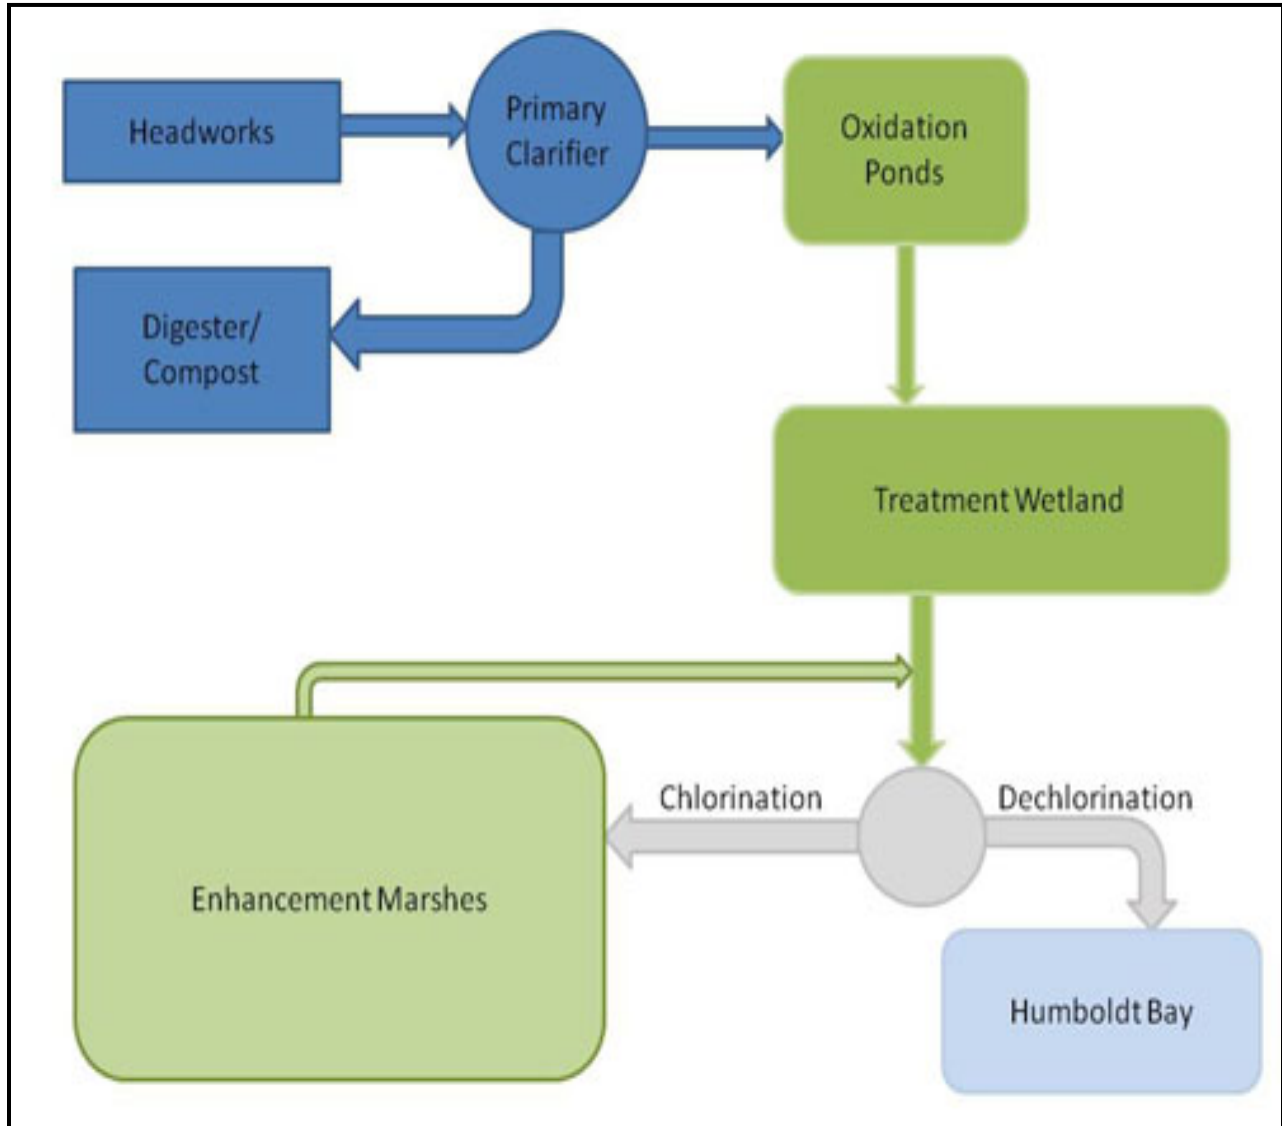 Headworks
Primary
Clarifier
Oxidation
Ponds
Digester/
Compost
Treatment Wetland
Chlorination
Dechlorination
Enhancement Marshes
Humboldt Bay